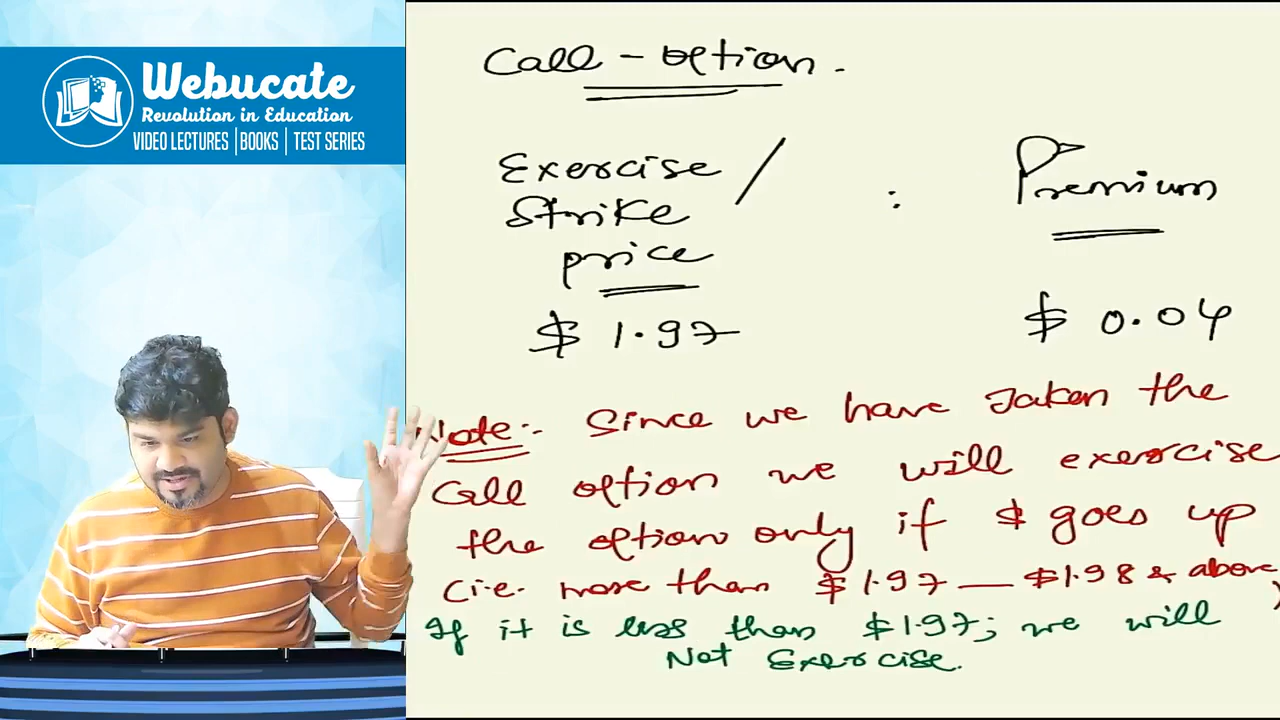 Webucate
Revolution in Education
VIDEO LECTURES | BOOKS | TEST SERIES
Call - option.
Exercise / : Premium
Strike
price
$ 1.97 $ 0.04
Note:- Since we have Taken the
Call option we will exercise
the option only if $ goes up
(i.e. more than $1.97 — $1.98 & above)
If it is less than $1.97; we will
Not Exercise.